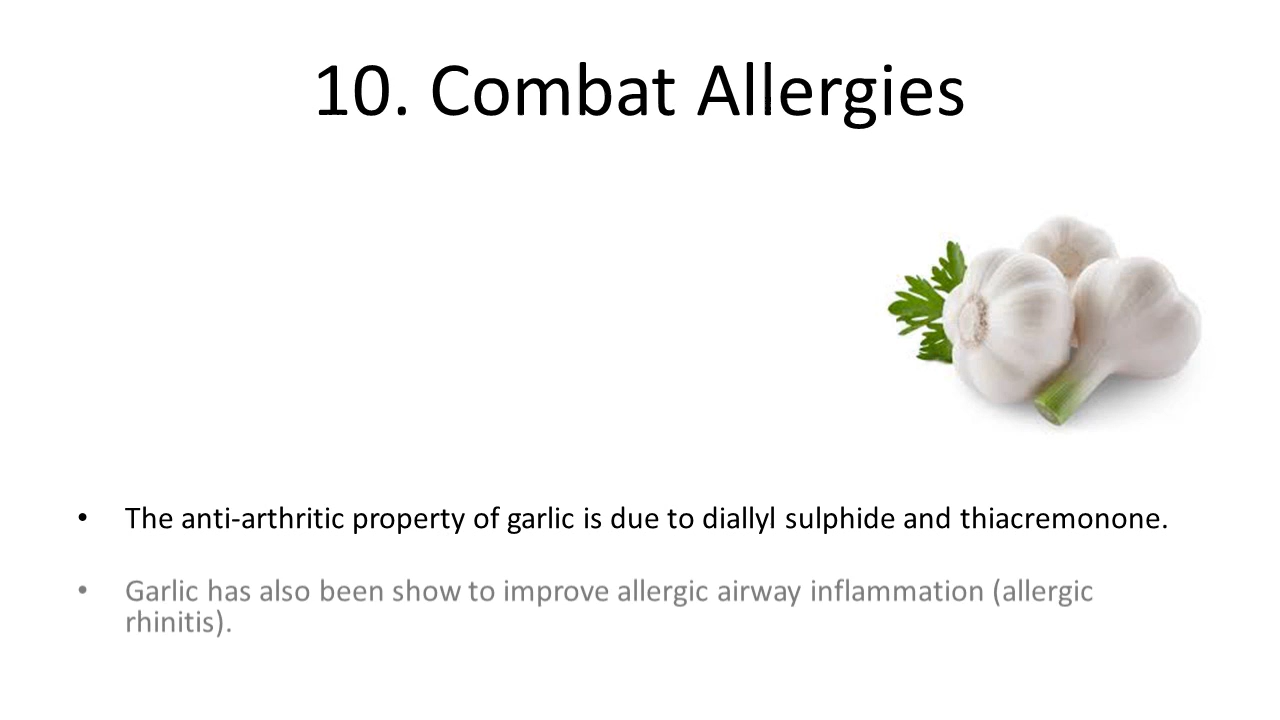 10. Combat Allergies
• The anti-arthritic property of garlic is due to diallyl sulphide and thiacremonone.
• Garlic has also been show to improve allergic airway inflammation (allergic
rhinitis).